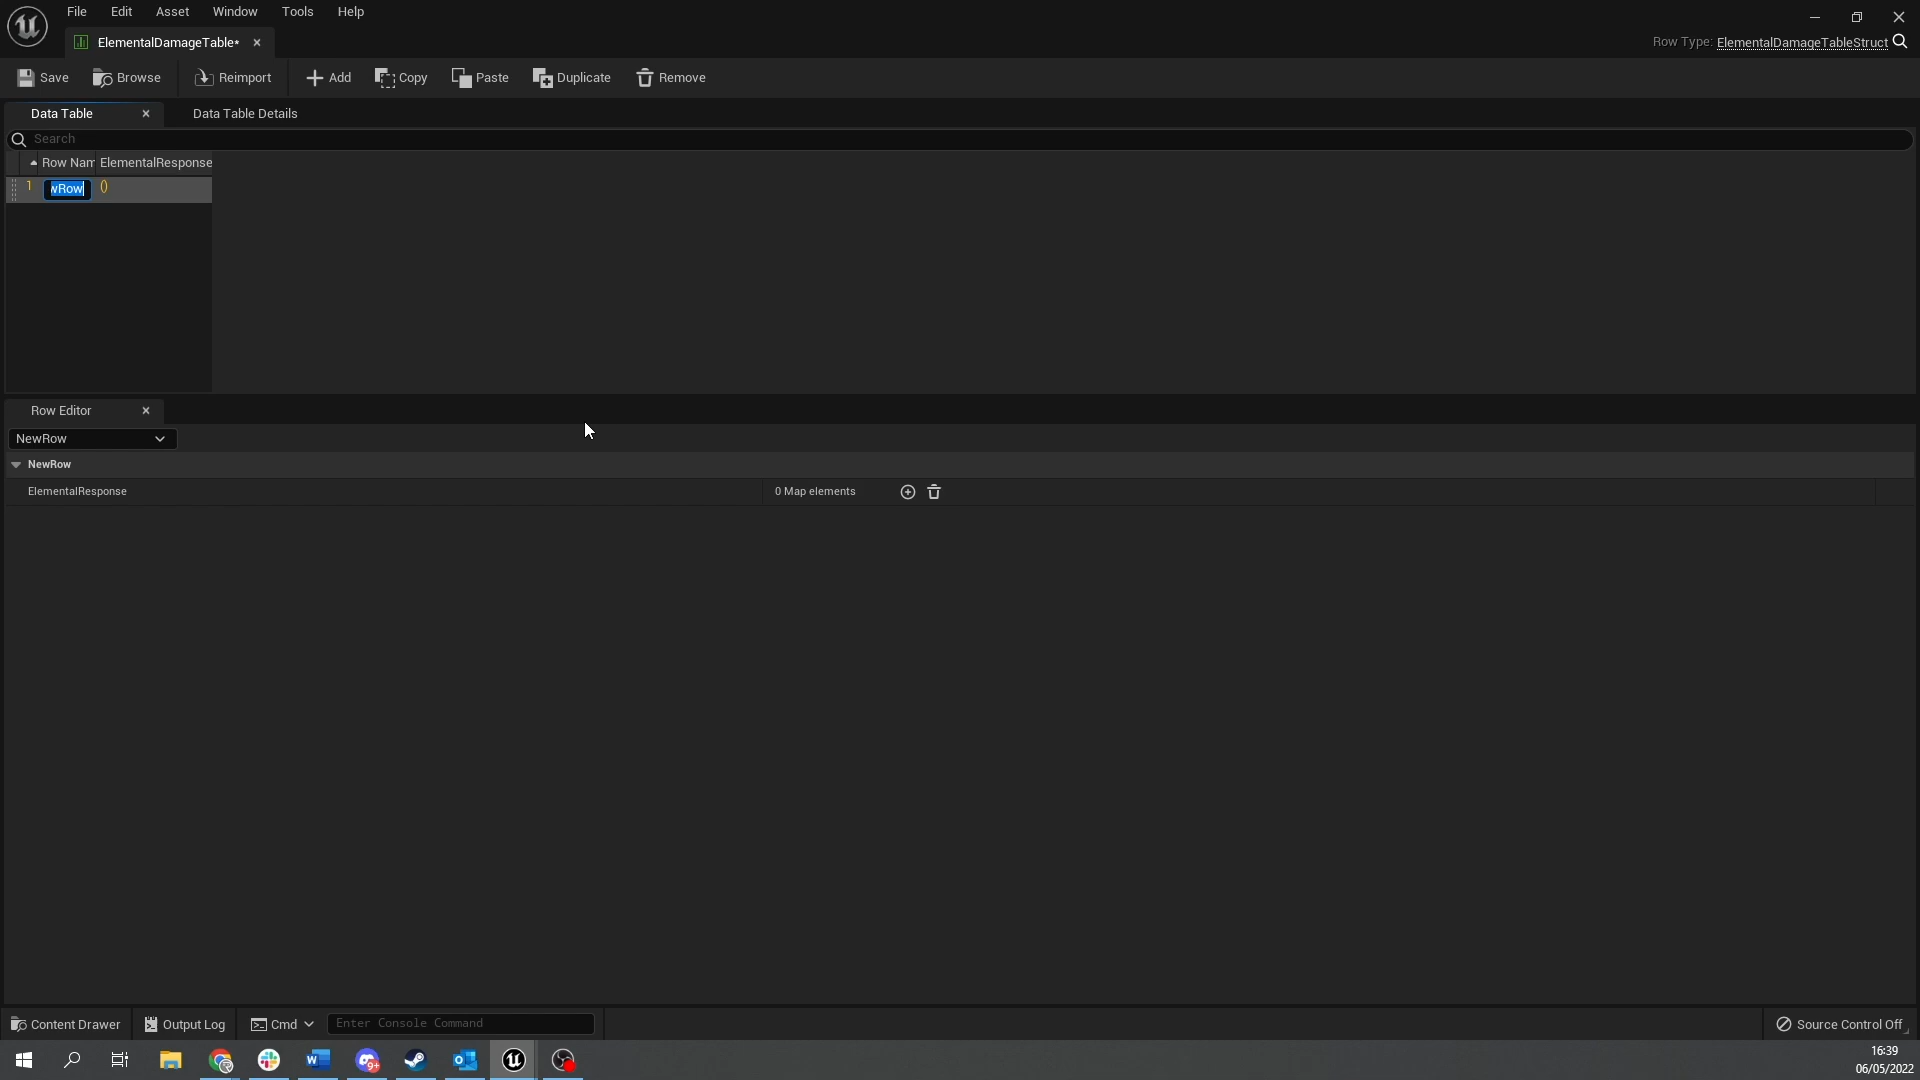 File Edit Asset Window Tools Help
ElementalDamageTable*
Row Type: ElementalDamageTableStruct
Save Browse Reimport Add Copy Paste Duplicate Remove
Data Table Data Table Details
Search
Row Nam ElementalResponse
1 wRow ()
Row Editor
NewRow
NewRow
ElementalResponse 0 Map elements
Content Drawer Output Log Cmd Enter Console Command Source Control Off
9+
16:39
06/05/2022